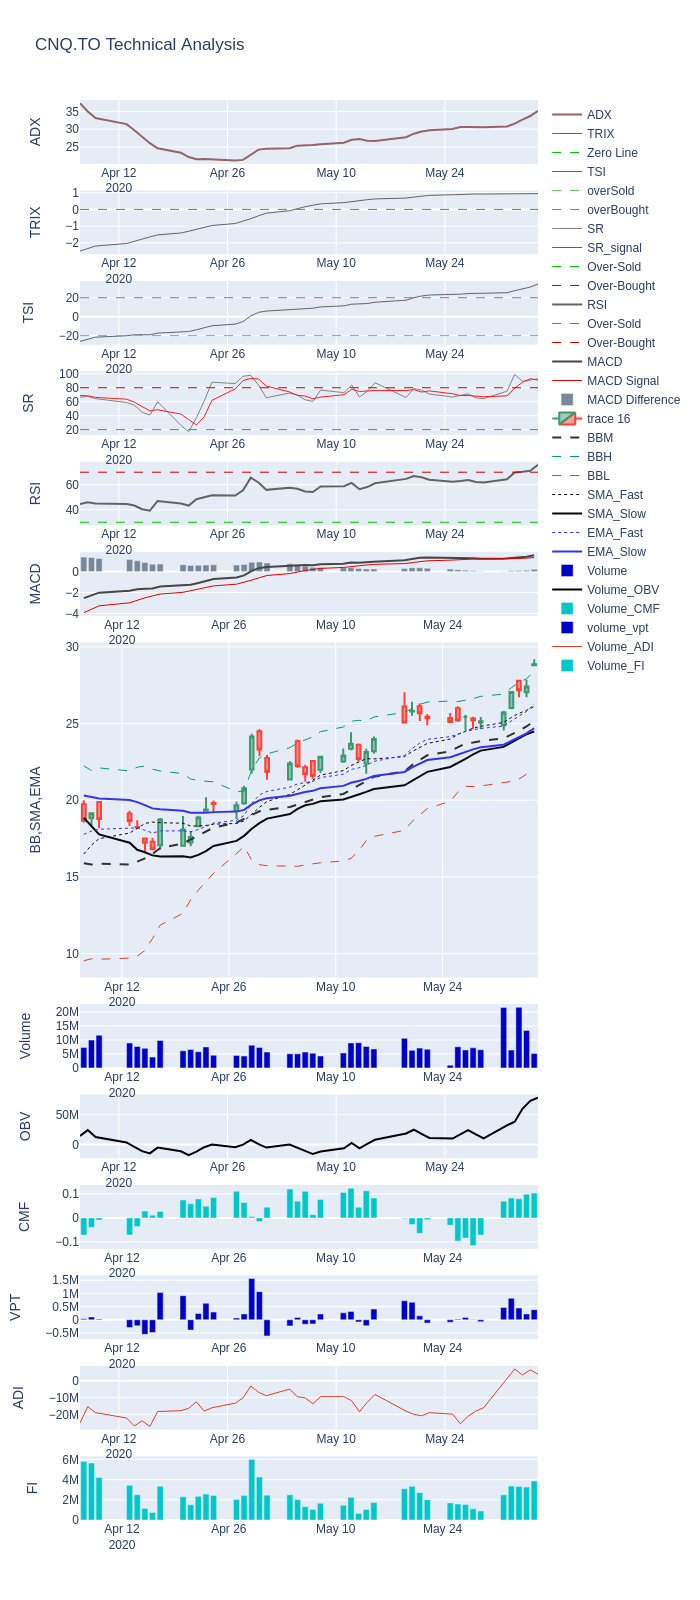 CNQ.TO Technical Analysis
ADX
35
30
25
Apr 12
2020
Apr 26
May 10
May 24
TRIX
1
0
−1
−2
Apr 12
2020
Apr 26
May 10
May 24
TSI
20
0
−20
Apr 12
2020
Apr 26
May 10
May 24
SR
100
80
60
40
20
Apr 12
2020
Apr 26
May 10
May 24
RSI
60
40
Apr 12
2020
Apr 26
May 10
May 24
MACD
0
−2
−4
Apr 12
2020
Apr 26
May 10
May 24
BB,SMA,EMA
30
25
20
15
10
Apr 12
2020
Apr 26
May 10
May 24
Volume
20M
15M
10M
5M
0
Apr 12
2020
Apr 26
May 10
May 24
OBV
50M
0
Apr 12
2020
Apr 26
May 10
May 24
CMF
0.1
0
−0.1
Apr 12
2020
Apr 26
May 10
May 24
VPT
1.5M
1M
0.5M
0
−0.5M
Apr 12
2020
Apr 26
May 10
May 24
ADI
0
−10M
−20M
Apr 12
2020
Apr 26
May 10
May 24
FI
6M
4M
2M
0
Apr 12
2020
Apr 26
May 10
May 24
ADX
TRIX
Zero Line
TSI
overSold
overBought
SR
SR_signal
Over-Sold
Over-Bought
RSI
Over-Sold
Over-Bought
MACD
MACD Signal
MACD Difference
trace 16
BBM
BBH
BBL
SMA_Fast
SMA_Slow
EMA_Fast
EMA_Slow
Volume
Volume_OBV
Volume_CMF
volume_vpt
Volume_ADI
Volume_FI